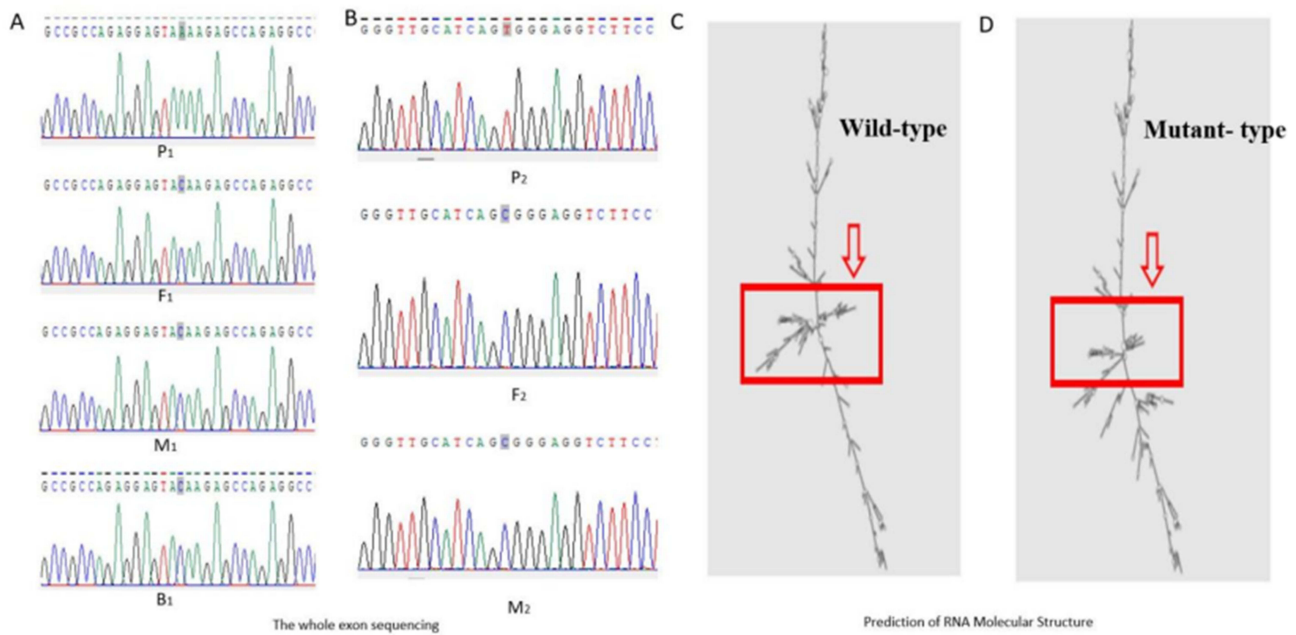 A
GCCGCCAGAGGAGTAAAAGAGCCAGAGGCC
P1
GCCGCCAGAGGAGTACAAGAGCCAGAGGCC
F1
GCCGCCAGAGGAGTACAAGAGCCAGAGGCC
M1
GCCGCCAGAGGAGTACAAGAGCCAGAGGCC
B1
B
GGGTTGCATCAGTGGGAGGTCTTCC
P2
GGGTTGCATCAGCGGGAGGTCTTCC
F2
GGGTTGCATCAGCGGGAGGTCTTCC
M2
The whole exon sequencing
C
Wild-type
D
Mutant- type
Prediction of RNA Molecular Structure